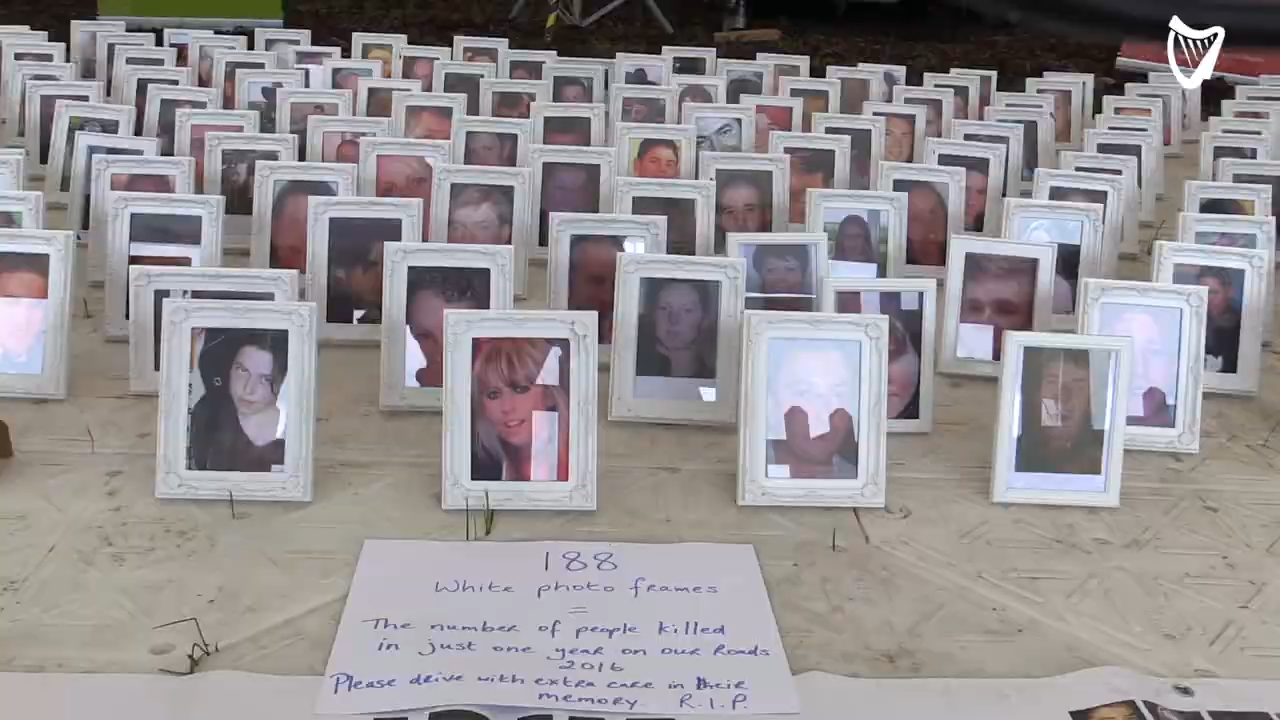 188
White photo frames
=
The number of people killed
in just one year on our Roads
2016
Please drive with extra care in their
memory. R.I.P.